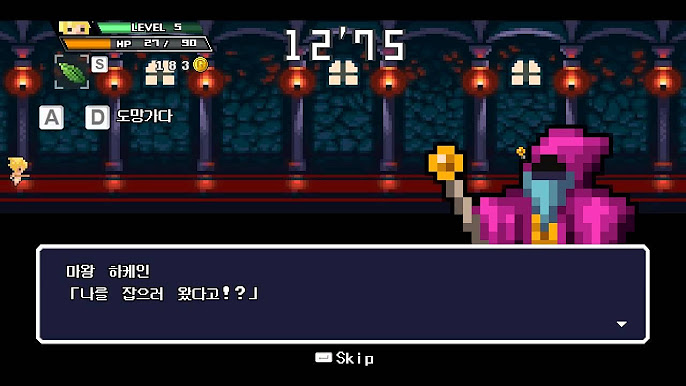 LEVEL 5
HP 27/ 90
12'75
S
183
A D 도망가다
마왕 하케인
「나를 잡으러 왔다고!?」
Skip